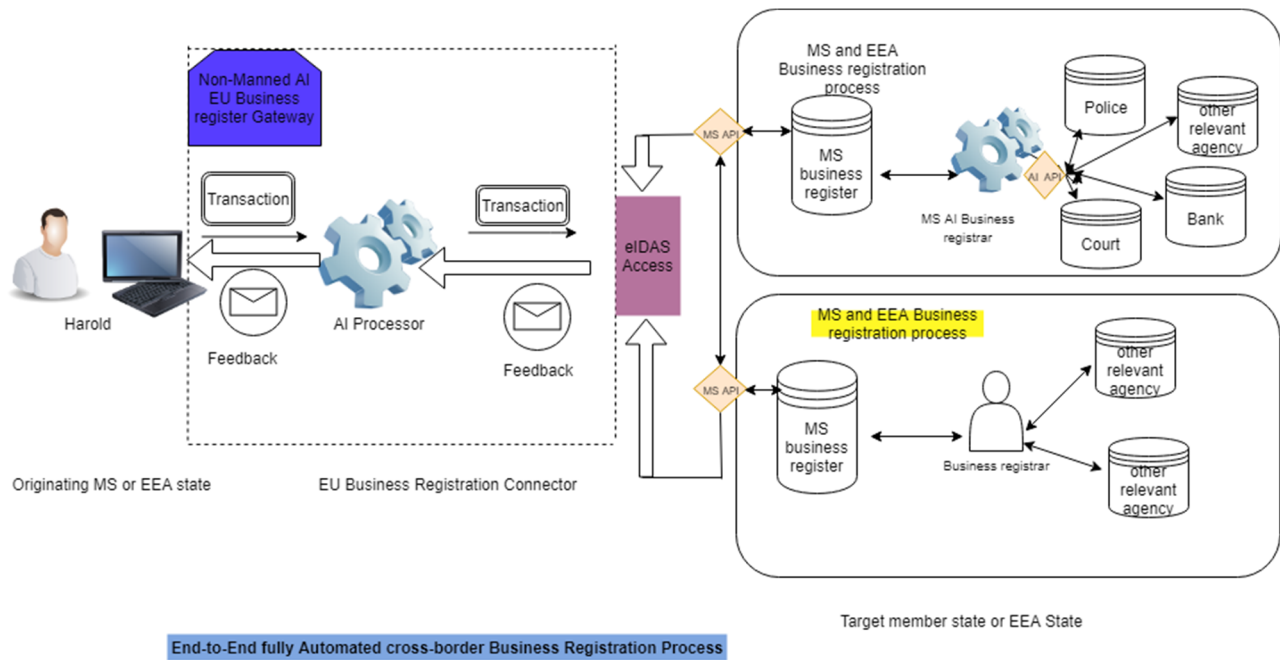 Non-Manned AI
EU Business
register Gateway
Transaction
Transaction
Harold
AI Processor
Feedback
Feedback
eIDAS
Access
MS API
MS and EEA
Business registration
process
MS
business
register
MS AI Business
registrar
AI API
Police
other
relevant
agency
Bank
Court
MS API
MS and EEA Business
registration process
MS
business
register
Business registrar
other
relevant
agency
other
relevant
agency
Originating MS or EEA state
EU Business Registration Connector
Target member state or EEA State
End-to-End fully Automated cross-border Business Registration Process